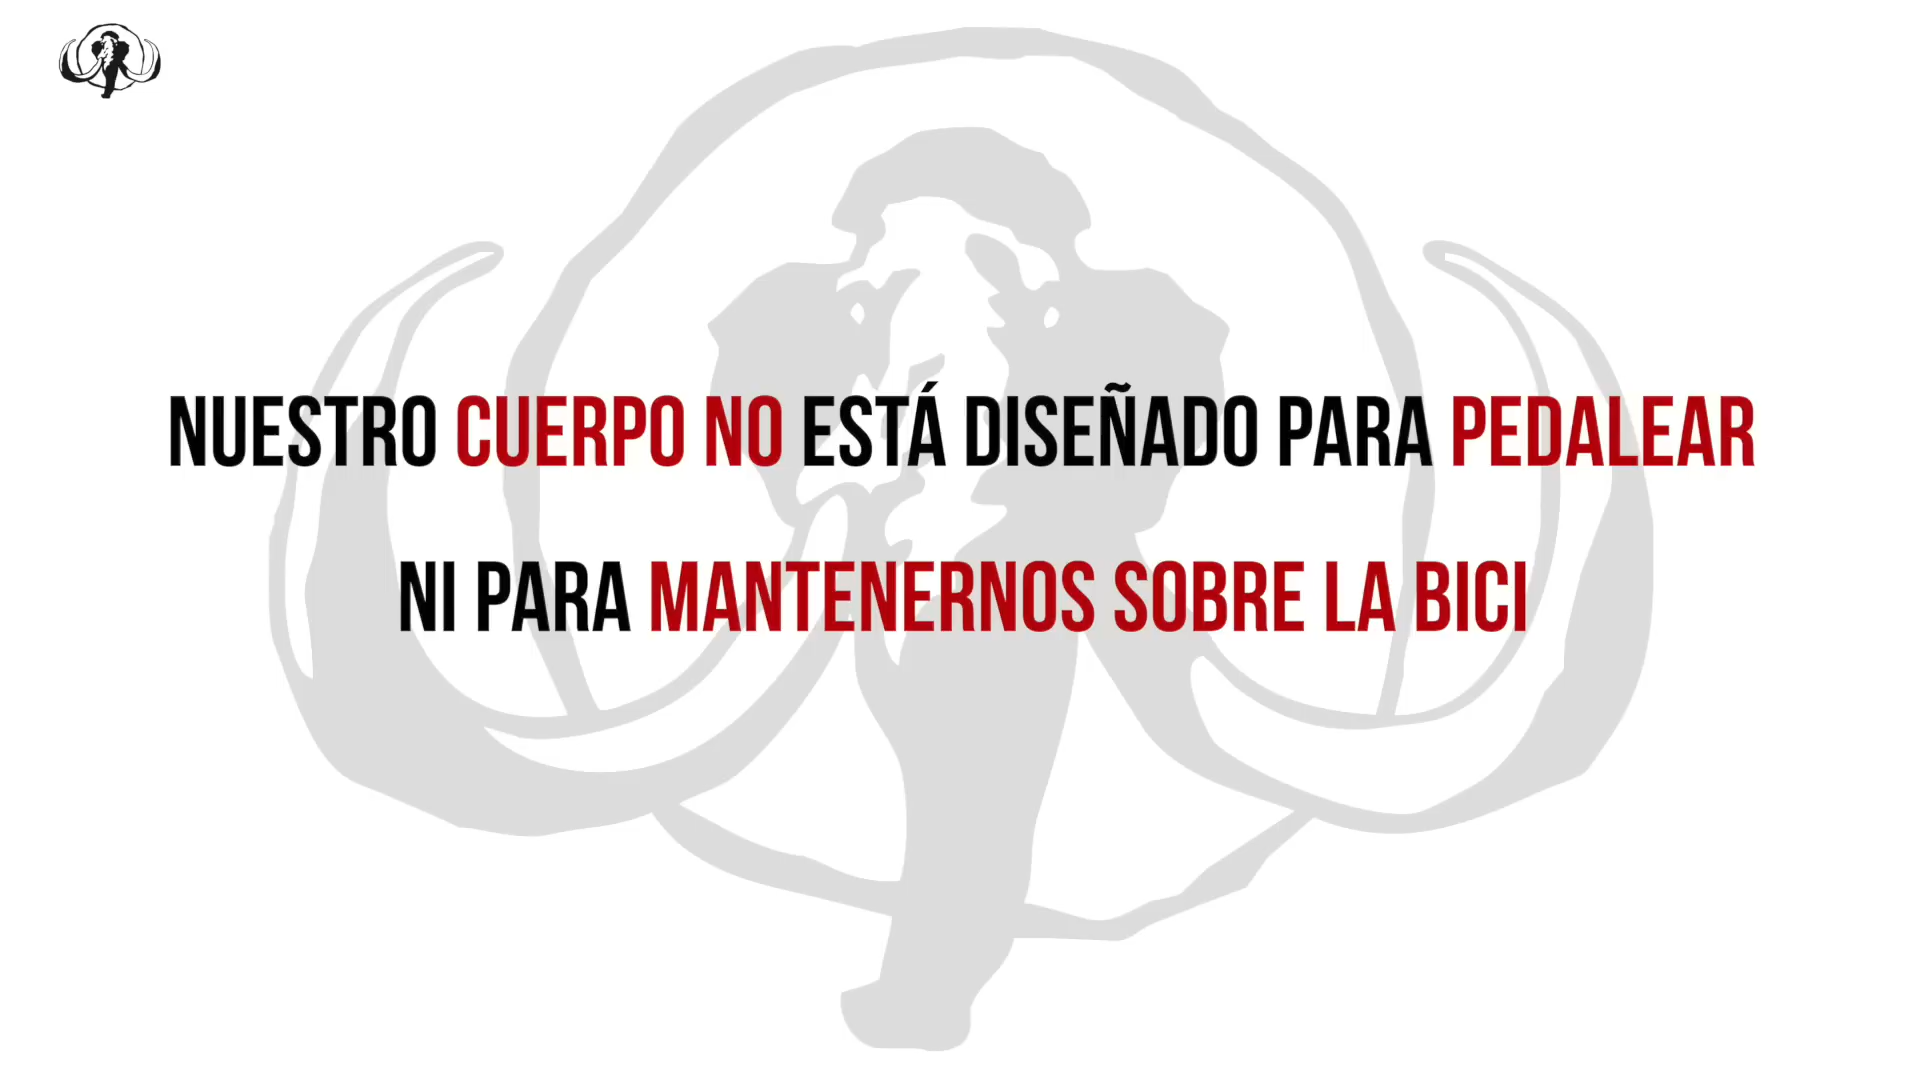 NUESTRO CUERPO NO ESTÁ DISEÑADO PARA PEDALEAR
NI PARA MANTENERNOS SOBRE LA BICI